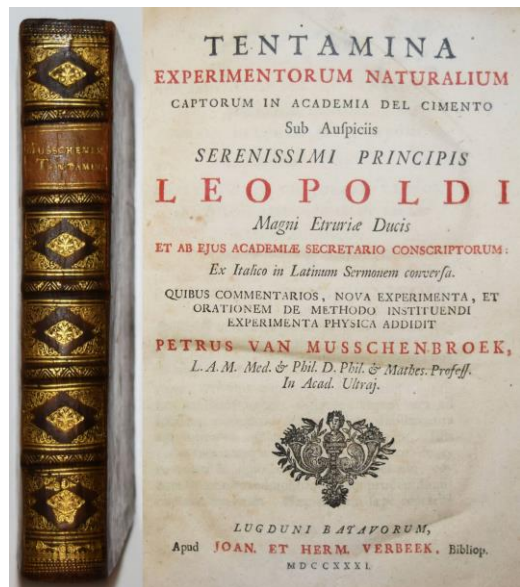 MUSSCHENBR
TENTAMEN
TENTAMINA
EXPERIMENTORUM NATURALIUM
CAPTORUM IN ACADEMIA DEL CIMENTO
Sub Auſpiciis
SERENISSIMI PRINCIPIS
LEOPOLDI
Magni Etruriæ Ducis
ET AB EJUS ACADEMIÆ SECRETARIO CONSCRIPTORUM:
Ex Italico in Latinum Sermonem converſa.
QUIBUS COMMENTARIOS, NOVA EXPERIMENTA, ET
ORATIONEM DE METHODO INSTITUENDI
EXPERIMENTA PHYSICA ADDIDIT
PETRUS VAN MUSSCHENBROEK,
L. A. M. Med. & Phil. D. Phil. & Mathes. Profeſſ.
In Acad. Ultraj.
LUGDUNI BATAVORUM,
Apud JOAN. ET HERM. VERBEEK, Bibliop.
MDCCXXXI.